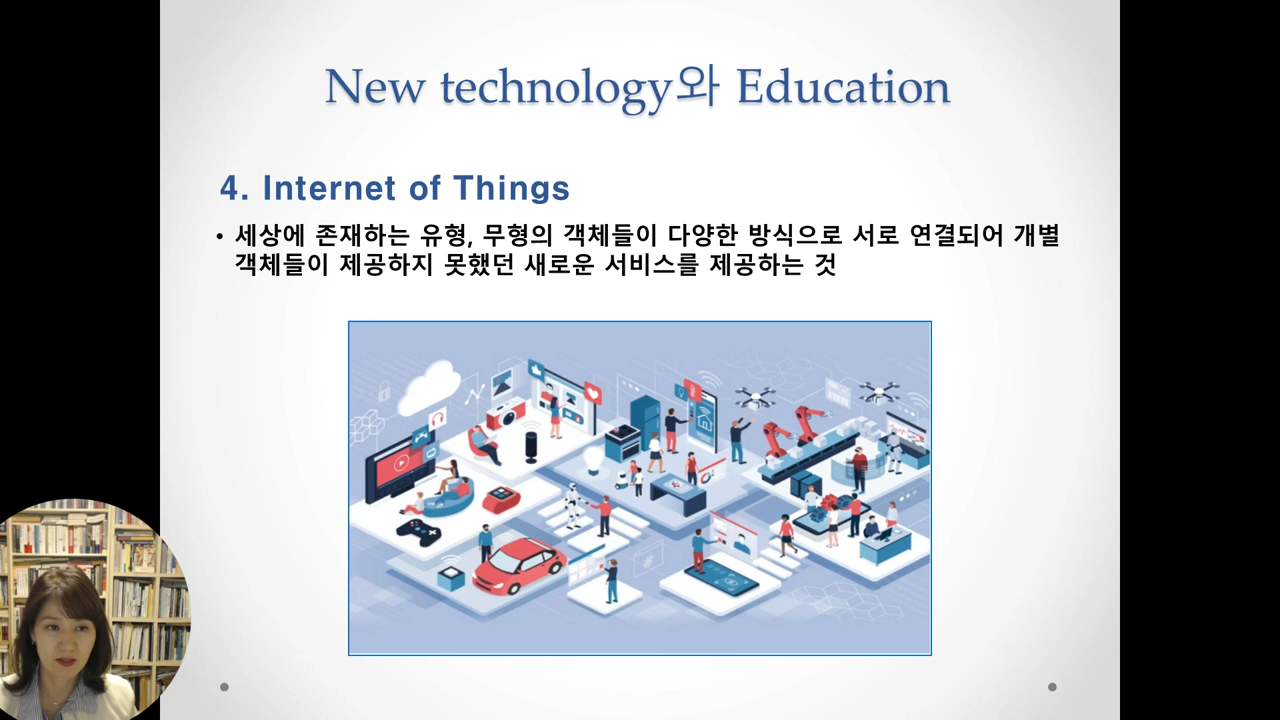 New technology와 Education
4. Internet of Things
• 세상에 존재하는 유형, 무형의 객체들이 다양한 방식으로 서로 연결되어 개별
객체들이 제공하지 못했던 새로운 서비스를 제공하는 것